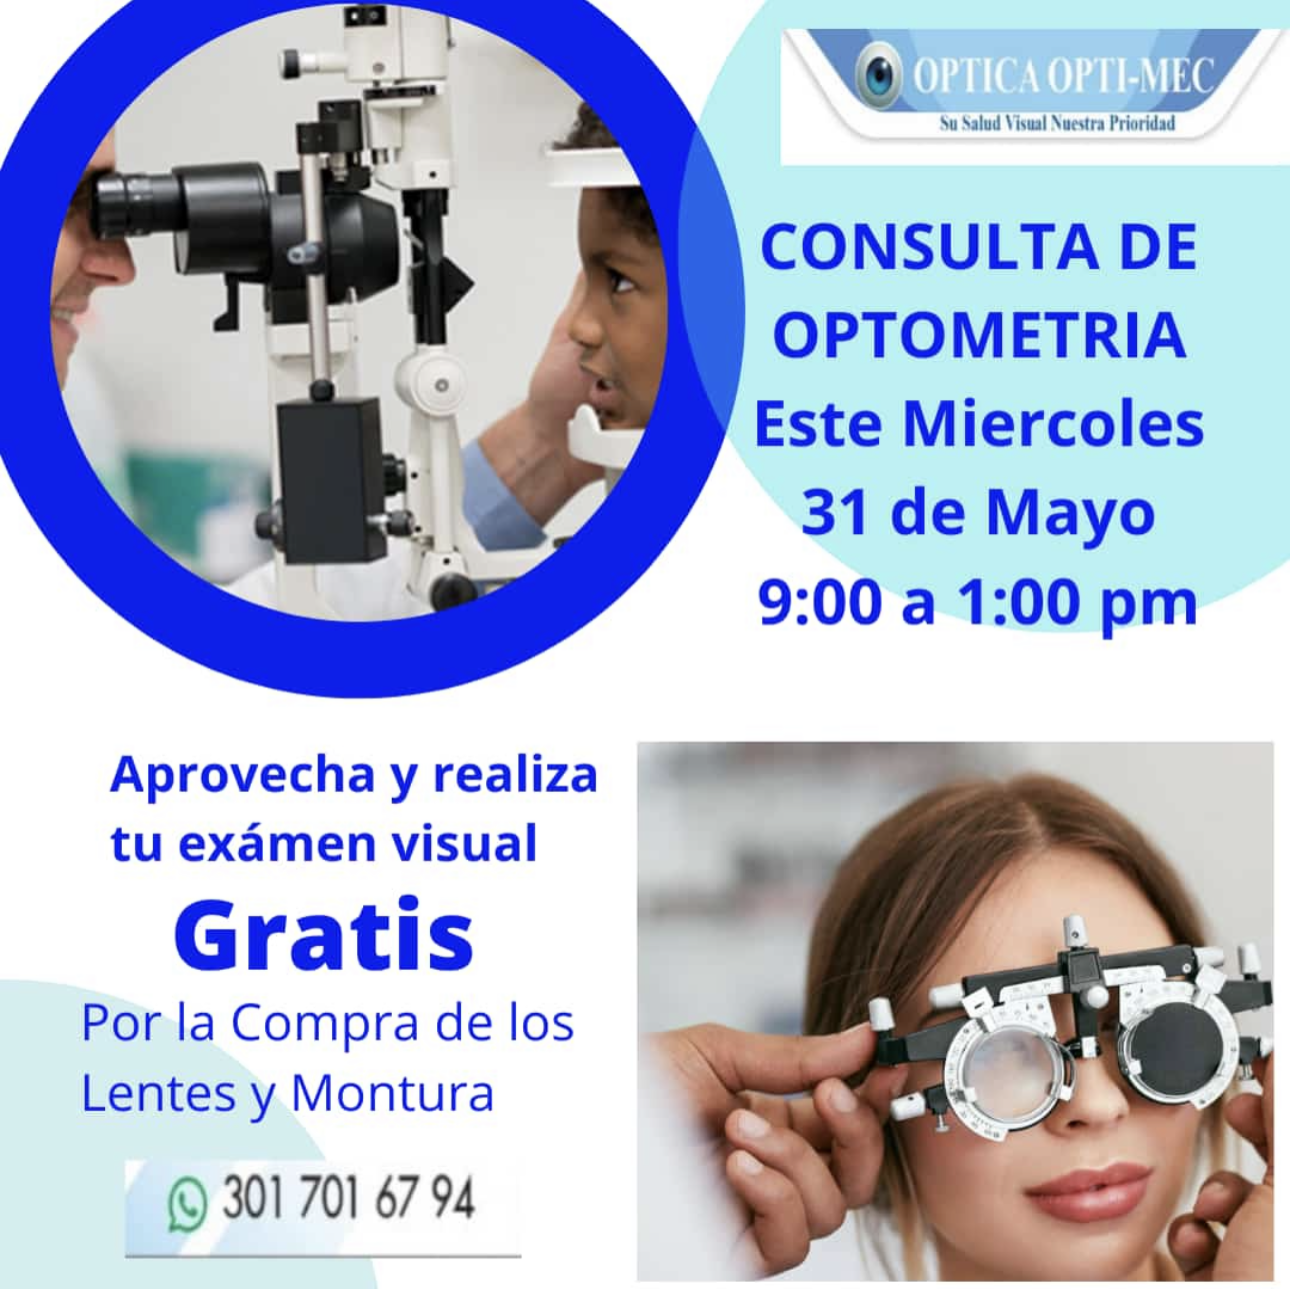 OPTICA OPTI-MEC
Su Salud Visual Nuestra Prioridad
CONSULTA DE
OPTOMETRIA
Este Miercoles
31 de Mayo
9:00 a 1:00 pm
Aprovecha y realiza
tu exámen visual
Gratis
Por la Compra de los
Lentes y Montura
301 701 67 94